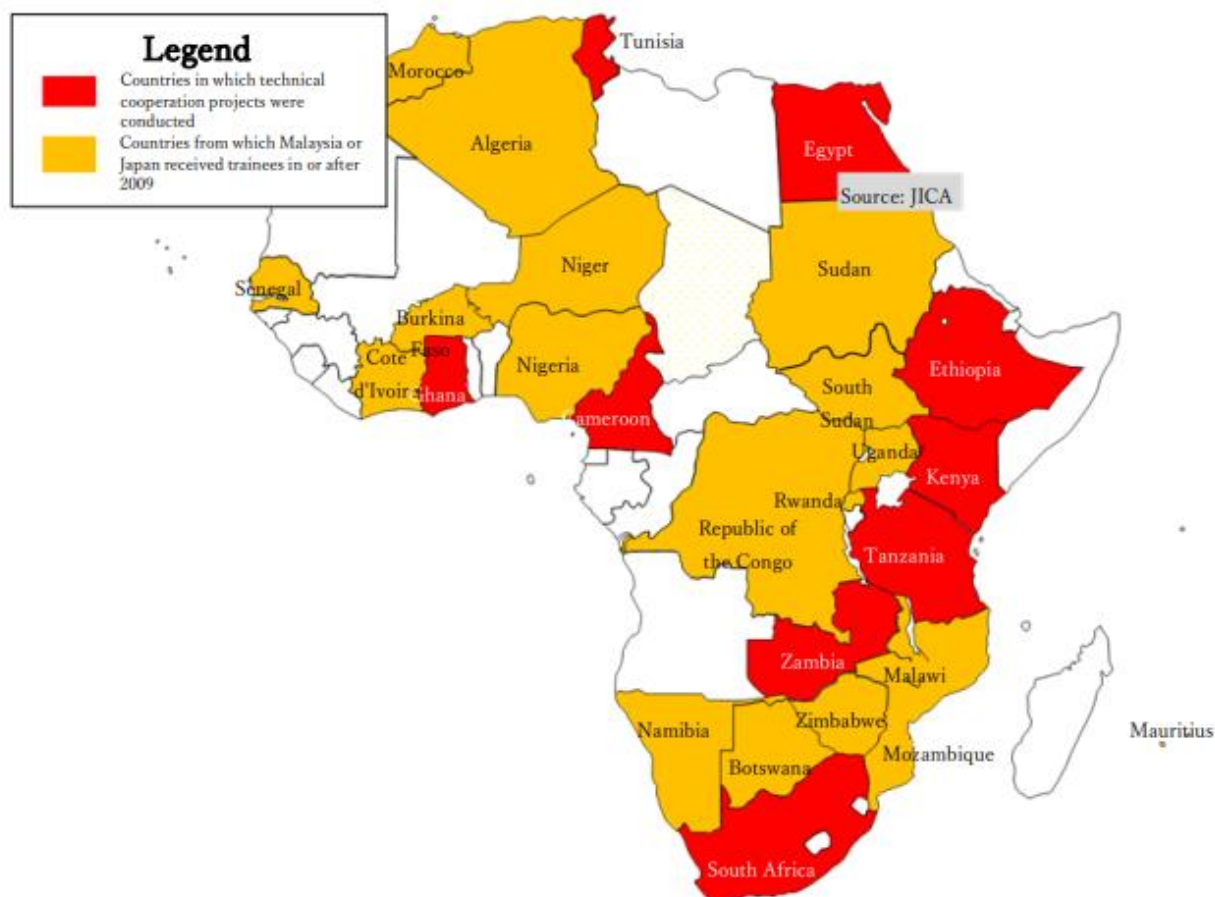 Legend
Countries in which technical
cooperation projects were
conducted
Countries from which Malaysia or
Japan received trainees in or after
2009
Tunisia
Morocco
Algeria
Egypt
Source: JICA
Niger
Sudan
Senegal
Burkina
Faso
Cote
d'Ivoire
Ghana
Nigeria
Cameroon
South
Sudan
Ethiopia
Uganda
Kenya
Rwanda
Republic of
the Congo
Tanzania
Zambia
Malawi
Namibia
Zimbabwe
Mauritius
Botswana
Mozambique
South Africa